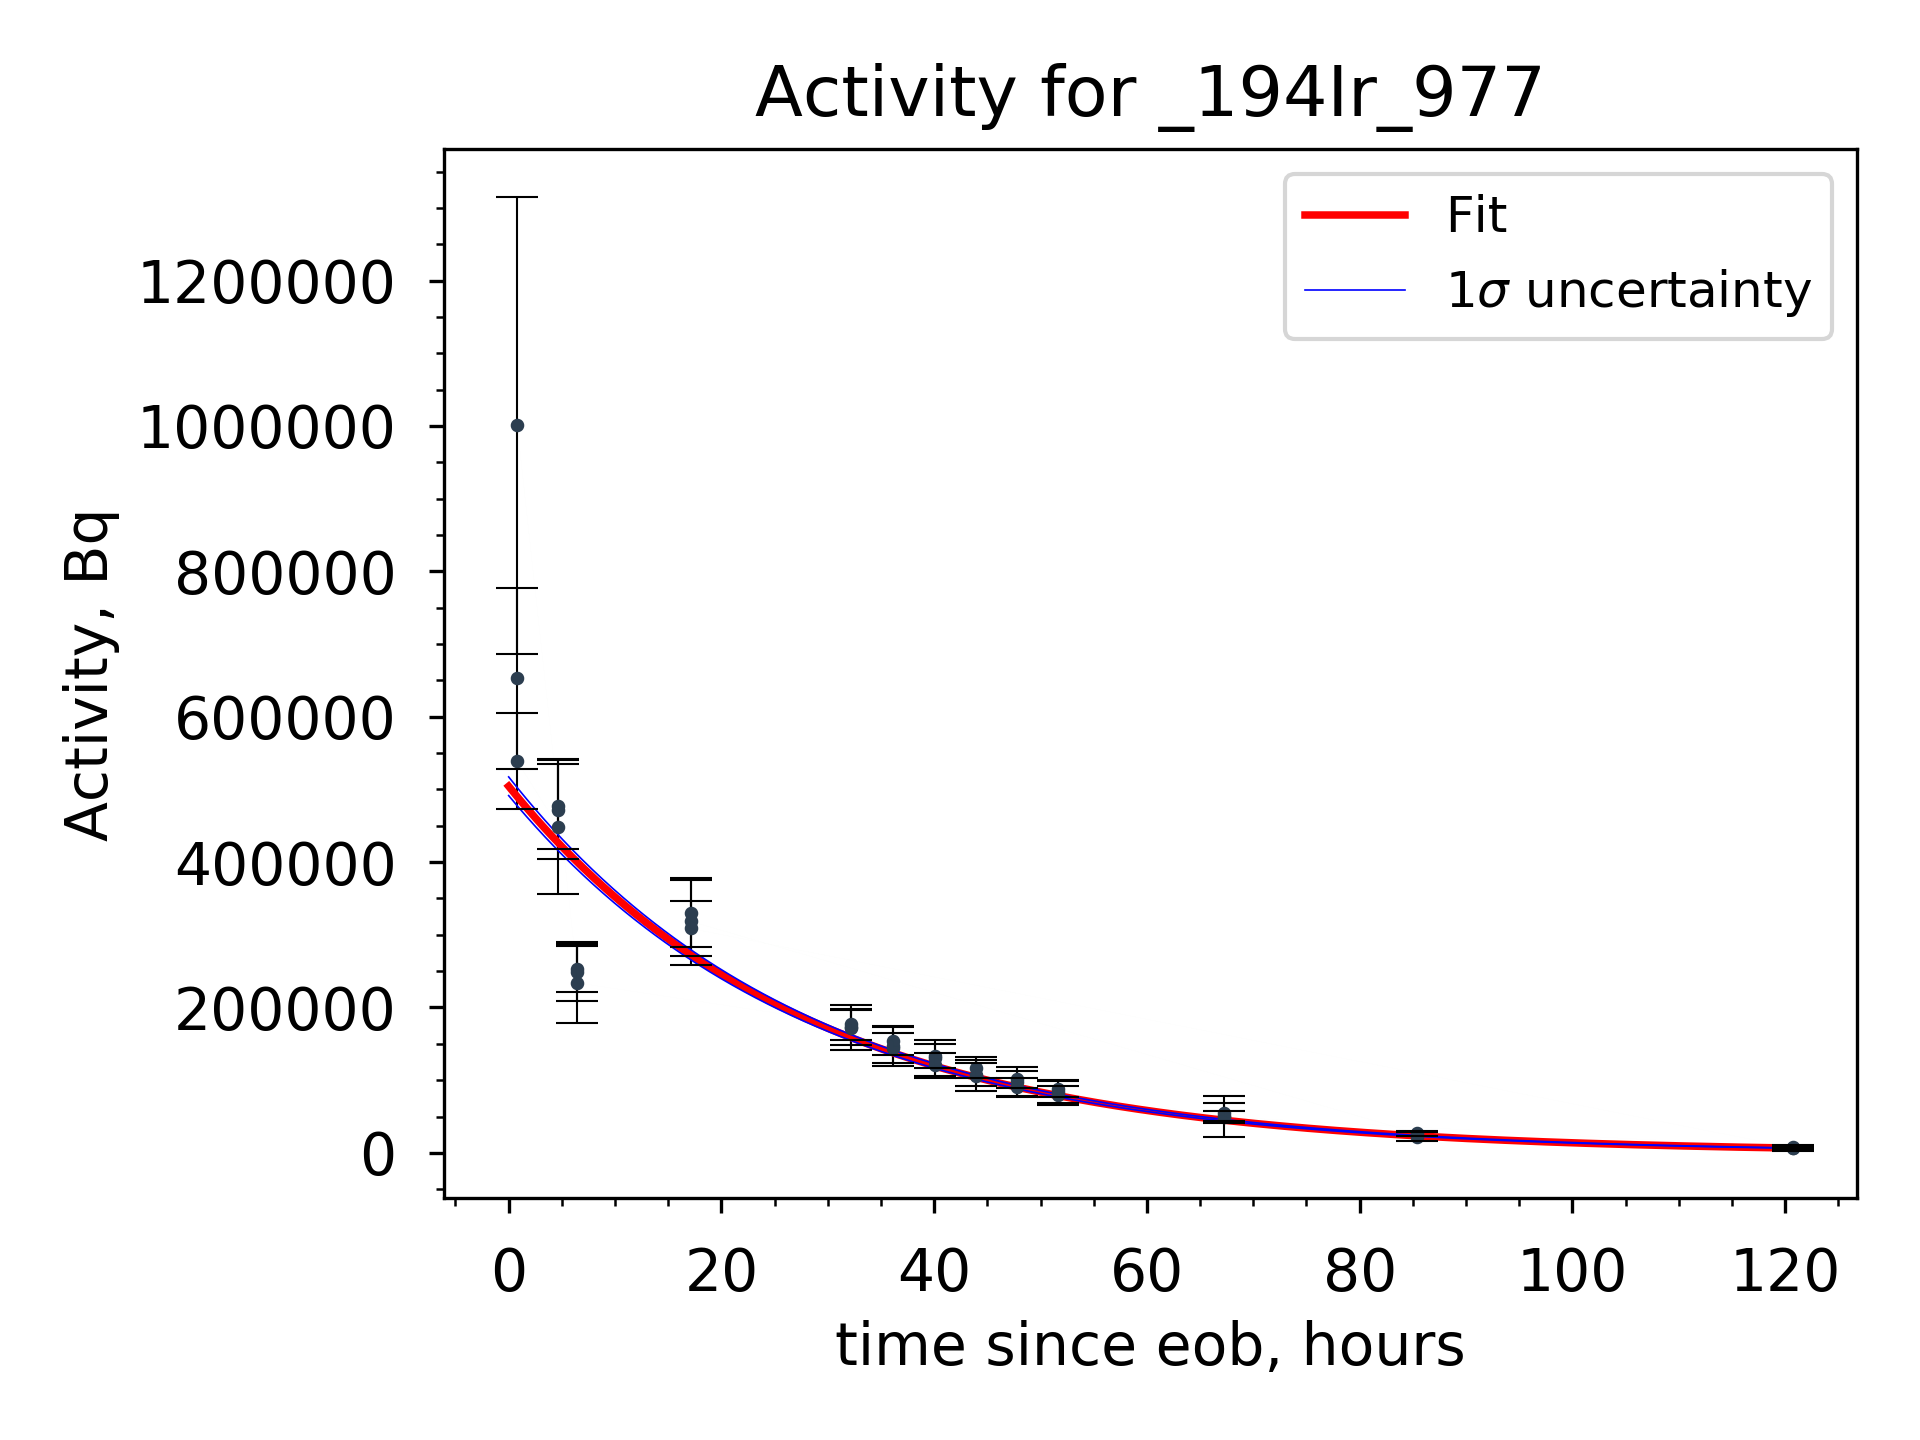 Activity for _194Ir_977
Fit
1σ uncertainty
Activity, Bq
1200000
1000000
800000
600000
400000
200000
0
0 20 40 60 80 100 120
time since eob, hours